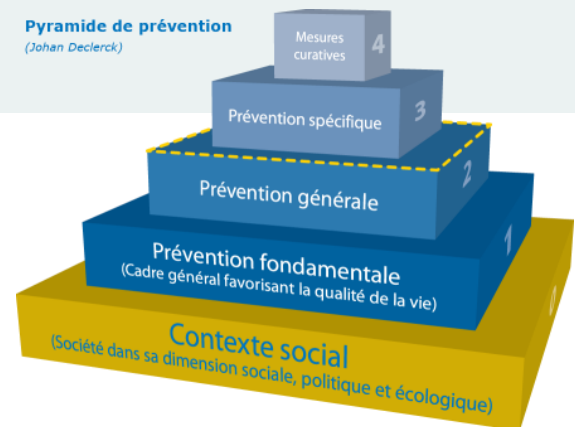 Pyramide de prévention
(Johan Declerck)
Mesures
curatives
4
Prévention spécifique
3
Prévention générale
2
Prévention fondamentale
(Cadre général favorisant la qualité de la vie)
1
Contexte social
(Société dans sa dimension sociale, politique et écologique)
0